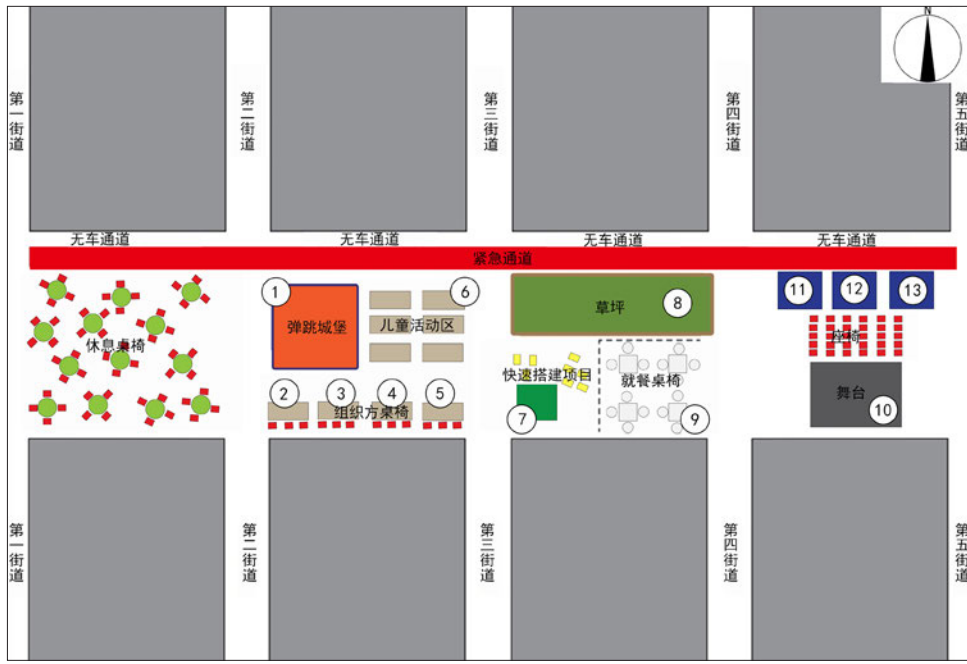 N
第一街道
第二街道
第三街道
第四街道
第五街道
无车通道
无车通道
无车通道
无车通道
紧急通道
1
6
8
11
12
13
弹跳城堡
儿童活动区
草坪
休息桌椅
座椅
快速搭建项目
就餐桌椅
舞台
2
3
4
5
组织方桌椅
7
9
10
第一街道
第二街道
第三街道
第四街道
第五街道